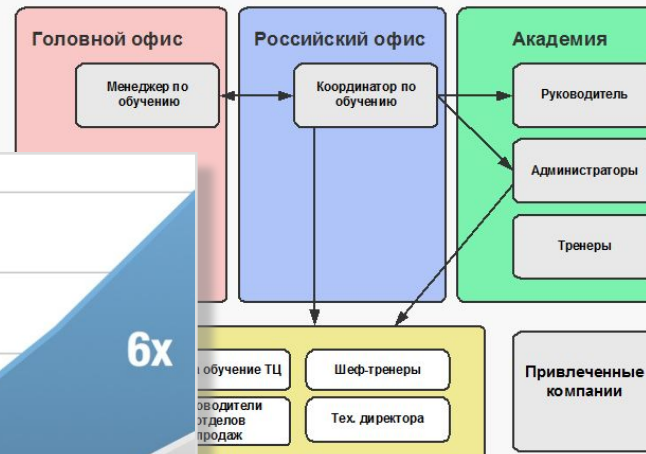 Головной офис
Российский офис
Академия
Менеджер по
обучению
Координатор по
обучению
Руководитель
Администраторы
Тренеры
6x
обучение ТЦ
Шеф-тренеры
отделов
продаж
Тех. директора
Привлеченные
компании